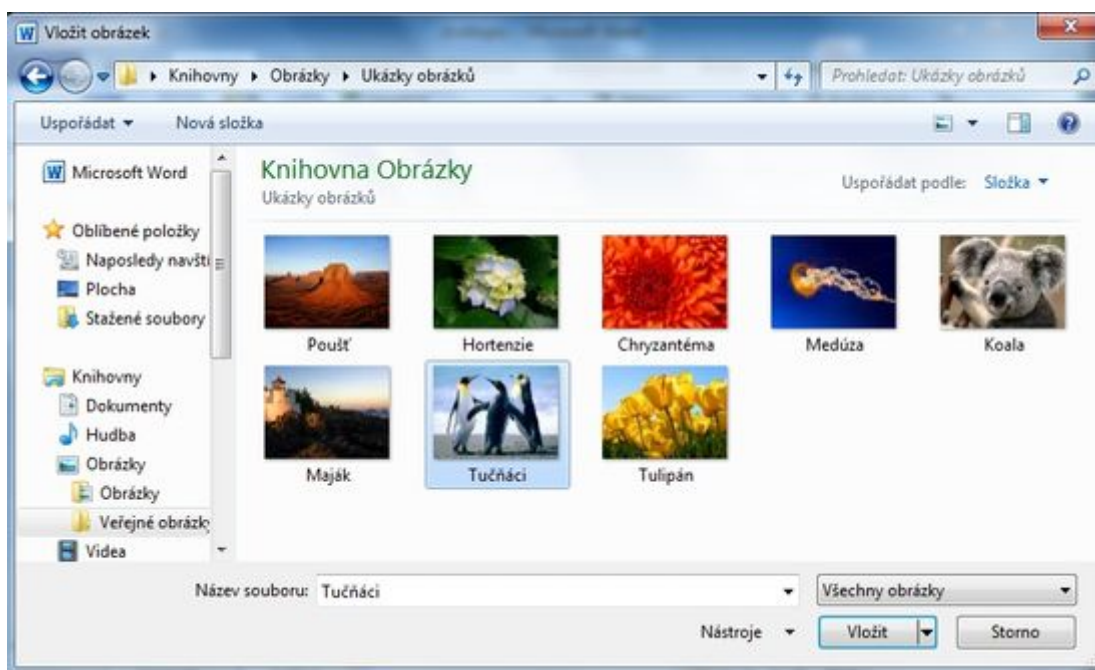 Vložit obrázek
Knihovny Obrázky Ukázky obrázků
Prohledat: Ukázky obrázků
Uspořádat Nová složka
Microsoft Word
Oblíbené položky
Naposledy navští
Plocha
Stažené soubory
Knihovny
Dokumenty
Hudba
Obrázky
Obrázky
Veřejné obrázky
Videa
Knihovna Obrázky
Ukázky obrázků
Uspořádat podle: Složka
Poušť Hortenzie Chryzantéma Medúza Koala
Maják Tučňáci Tulipán
Název souboru: Tučňáci
Všechny obrázky
Nástroje Vložit Storno